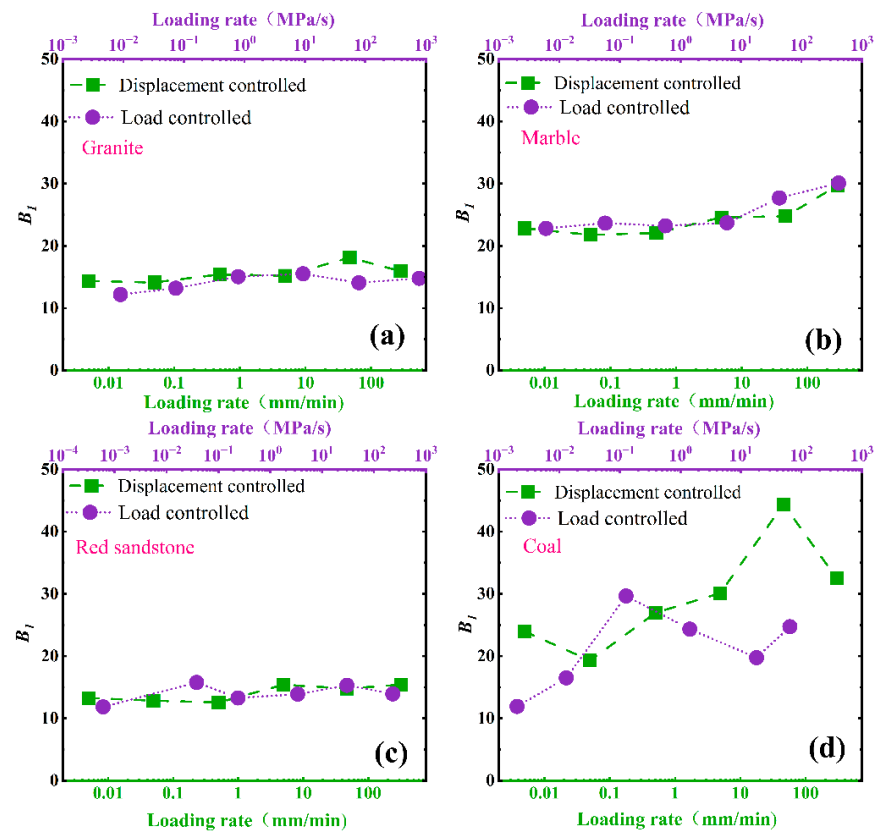 Loading rate（MPa/s）
10-3 10-2 10-1 100 101 102 103
50
40
30
20
10
0
B1
Displacement controlled
Load controlled
Granite
(a)
0.01 0.1 1 10 100
Loading rate（mm/min)
Loading rate（MPa/s）
10-3 10-2 10-1 100 101 102 103
50
40
30
20
10
0
B1
Displacement controlled
Load controlled
Marble
(b)
0.01 0.1 1 10 100
Loading rate（mm/min)
Loading rate（MPa/s）
10-4 10-3 10-2 10-1 100 101 102 103
50
40
30
20
10
0
B1
Displacement controlled
Load controlled
Red sandstone
(c)
0.01 0.1 1 10 100
Loading rate（mm/min)
Loading rate（MPa/s）
10-3 10-2 10-1 100 101 102 103
50
40
30
20
10
0
B1
Displacement controlled
Load controlled
Coal
(d)
0.01 0.1 1 10 100
Loading rate（mm/min)